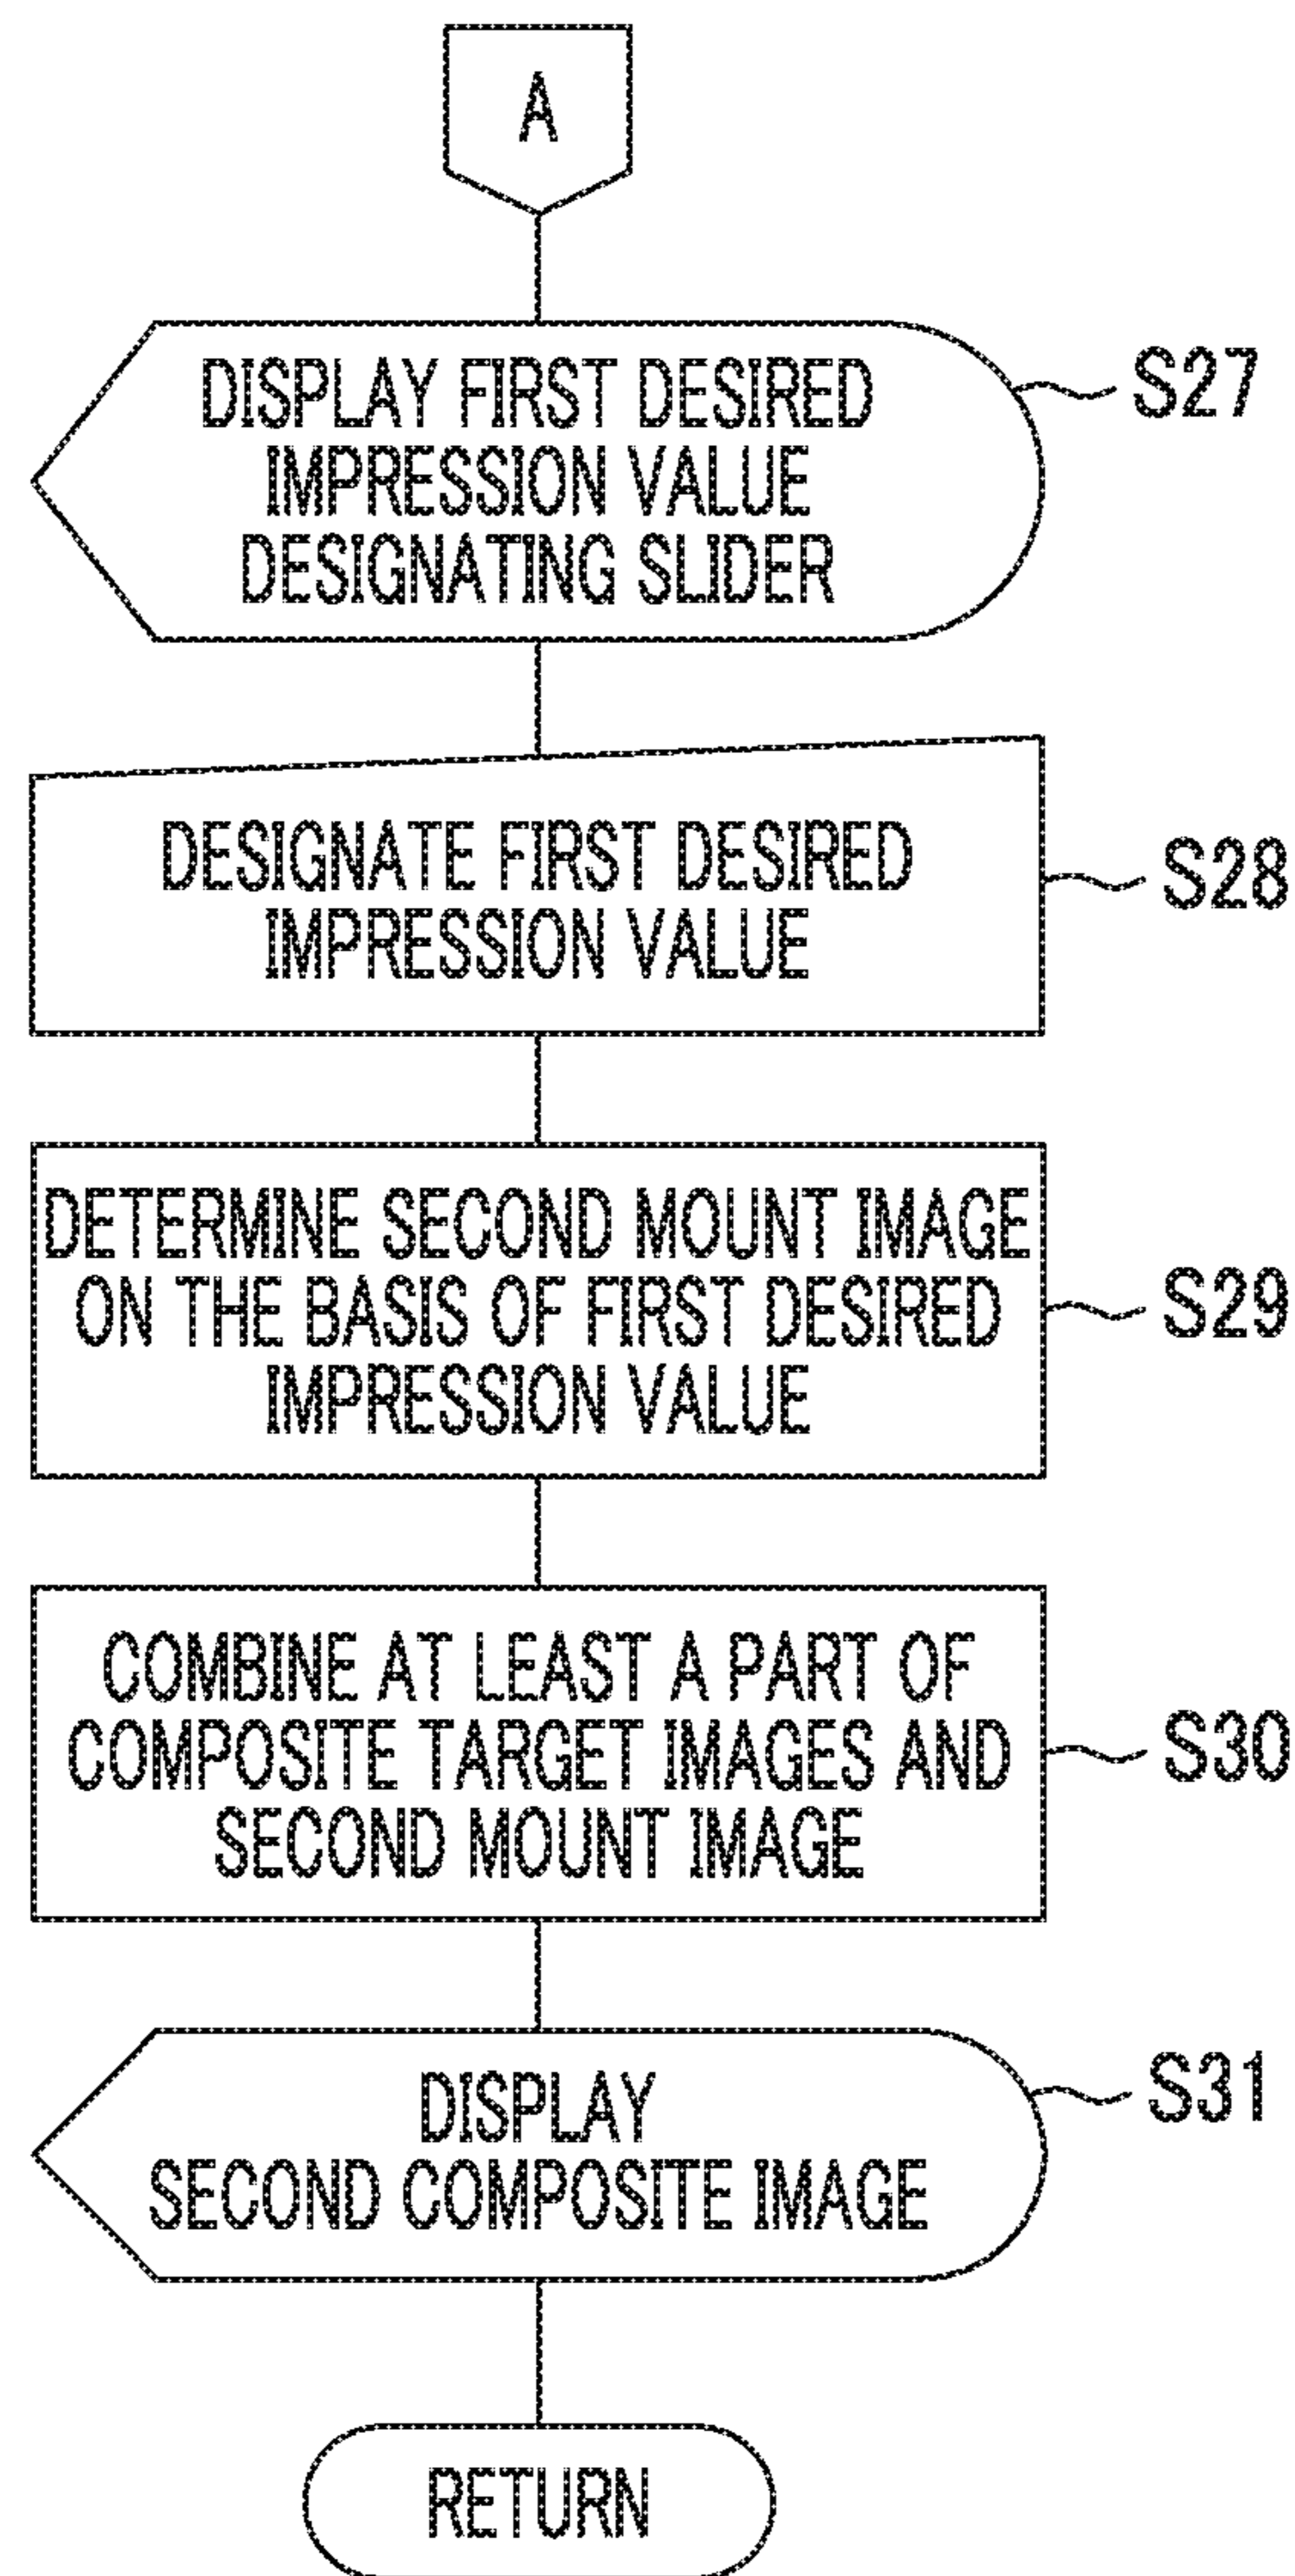 A
DISPLAY FIRST DESIRED
IMPRESSION VALUE
DESIGNATING SLIDER
S27
DESIGNATE FIRST DESIRED
IMPRESSION VALUE
S28
DETERMINE SECOND MOUNT IMAGE
ON THE BASIS OF FIRST DESIRED
IMPRESSION VALUE
S29
COMBINE AT LEAST A PART OF
COMPOSITE TARGET IMAGES AND
SECOND MOUNT IMAGE
S30
DISPLAY
SECOND COMPOSITE IMAGE
S31
RETURN